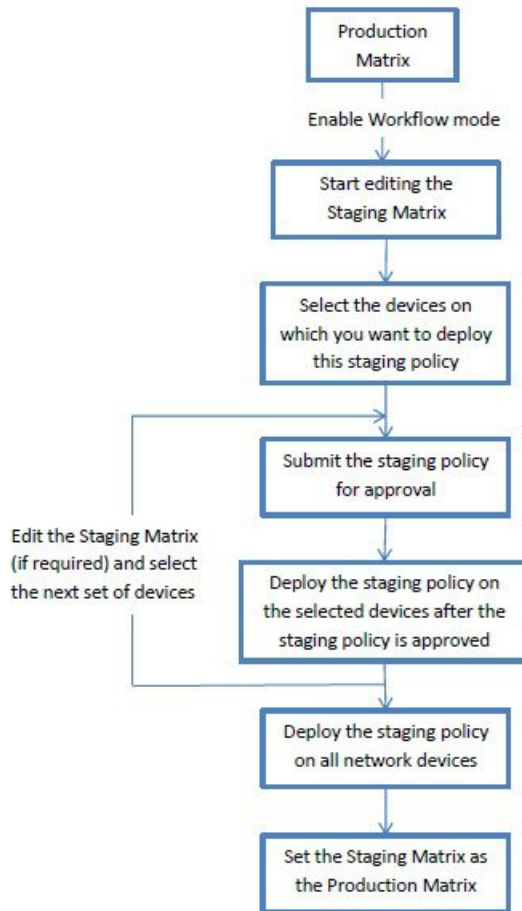 Production
Matrix
Enable Workflow mode
Start editing the
Staging Matrix
Select the devices on
which you want to deploy
this staging policy
Submit the staging policy
for approval
Edit the Staging Matrix
(if required) and select
the next set of devices
Deploy the staging policy on
the selected devices after the
staging policy is approved
Deploy the staging policy
on all network devices
Set the Staging Matrix as
the Production Matrix